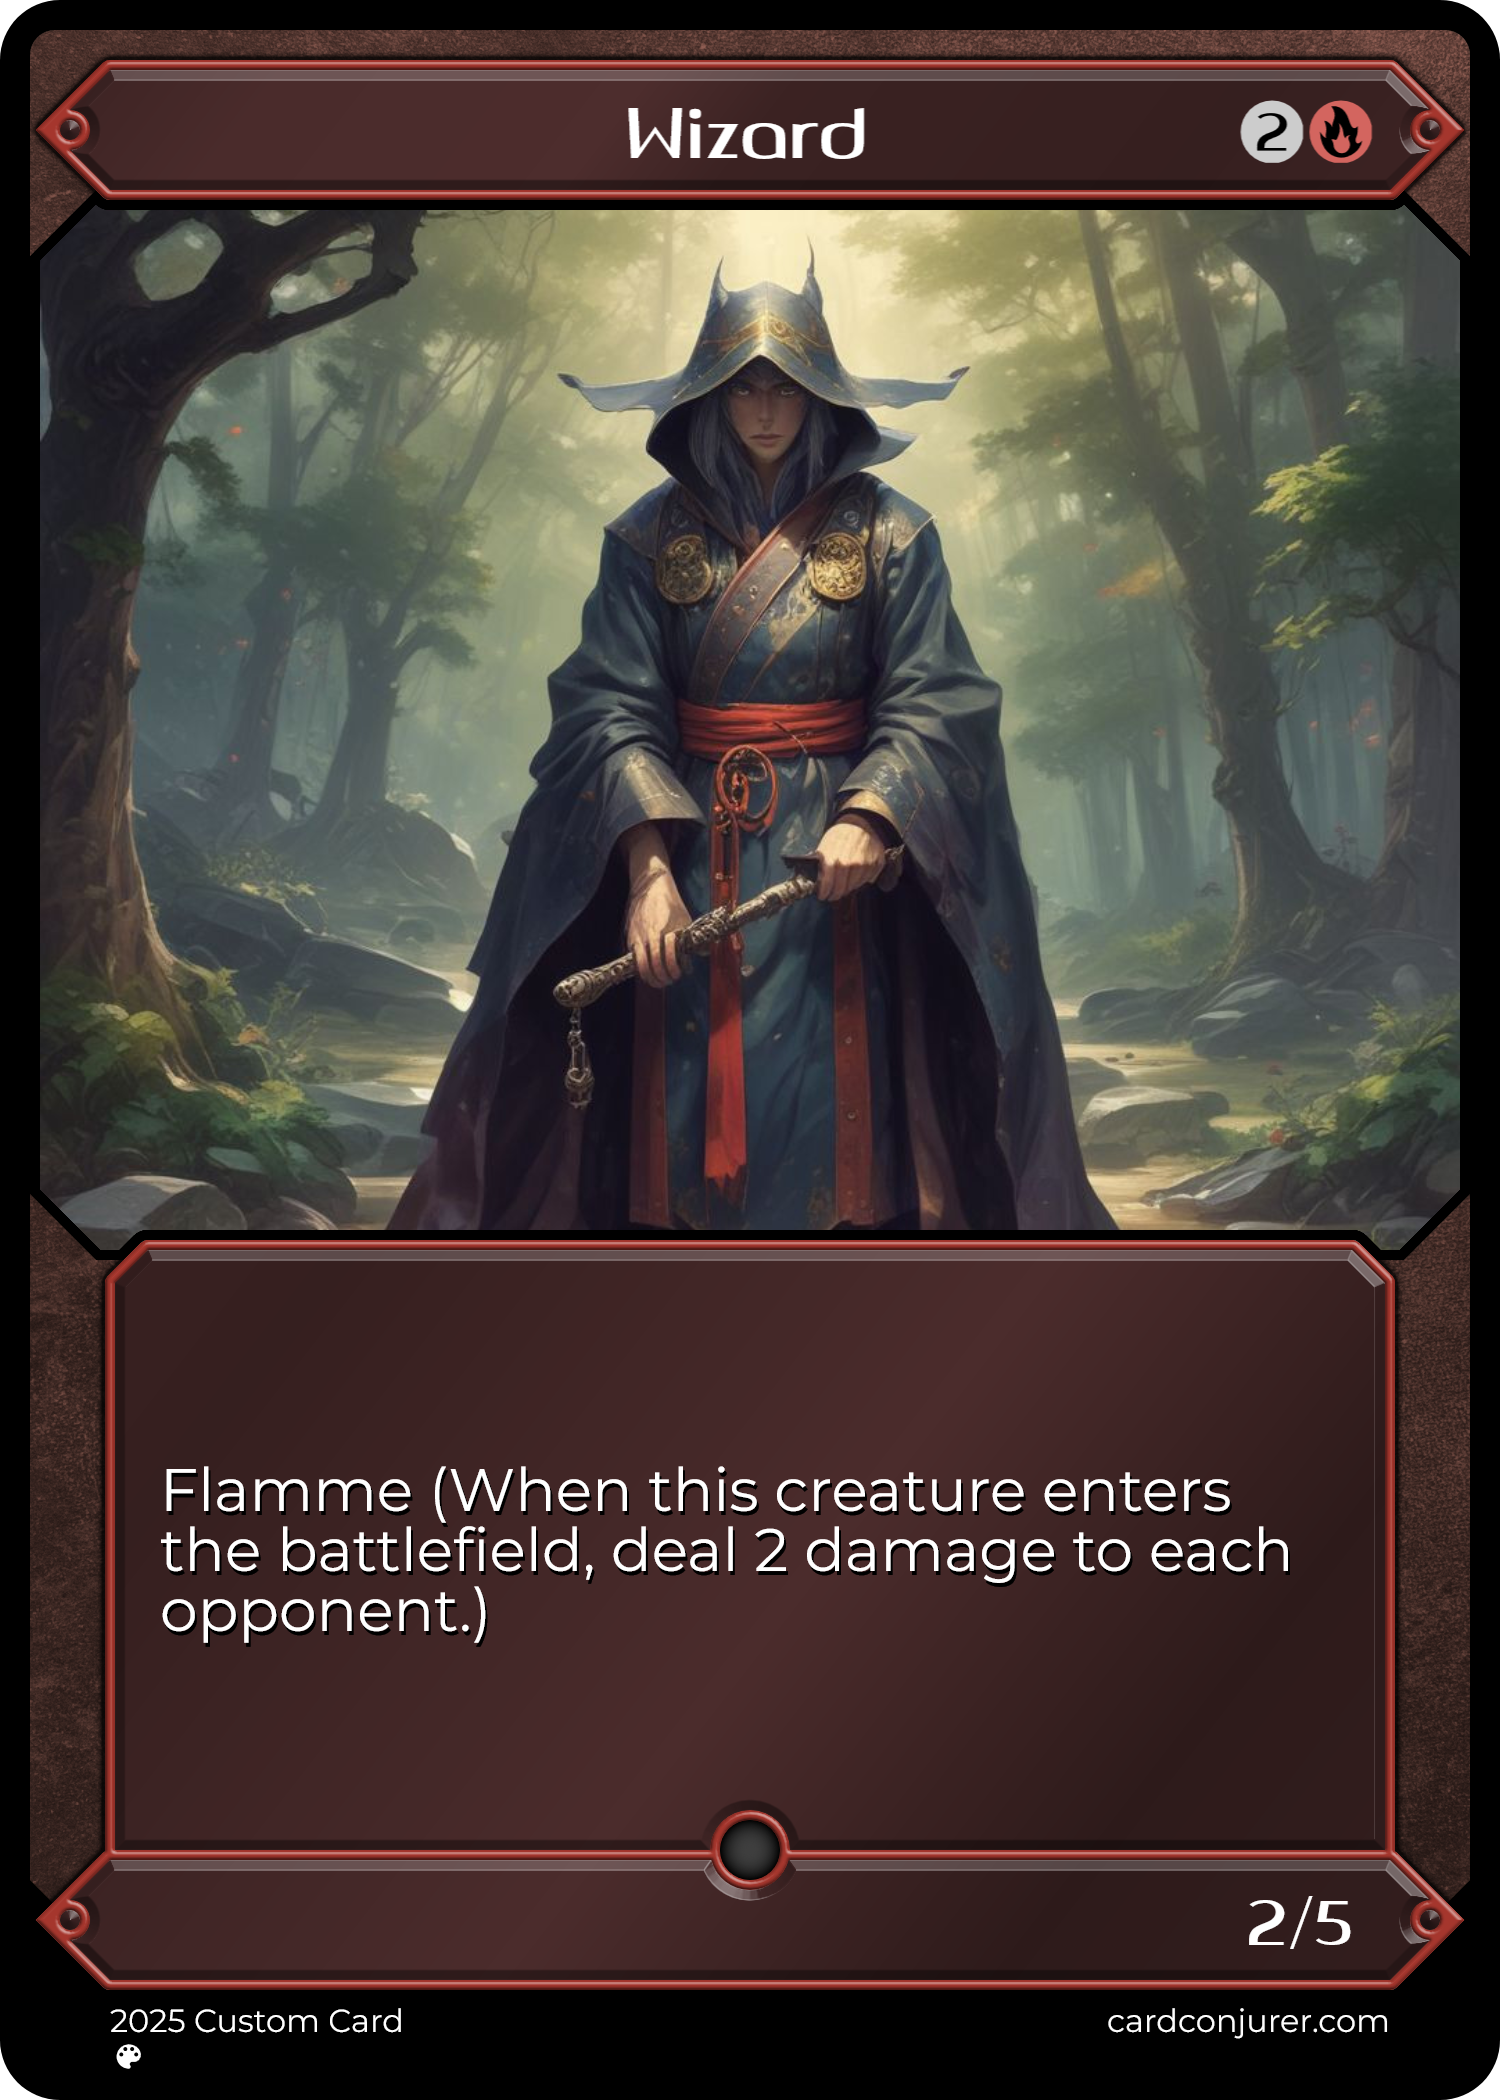 Wizard 2
Flamme (When this creature enters
the battlefield, deal 2 damage to each
opponent.)
2/5
2025 Custom Card
cardconjurer.com